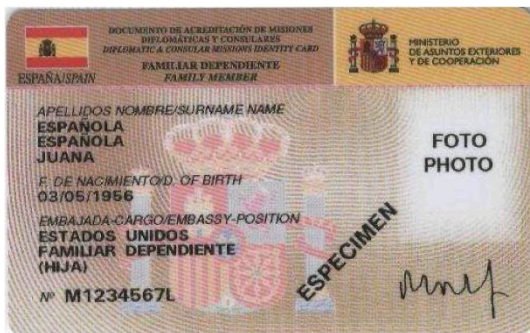 DOCUMENTO DE ACREDITACIÓN DE MISIONES
DIPLOMÁTICAS Y CONSULARES
DIPLOMATIC & CONSULAR MISSIONS IDENTITY CARD
FAMILIAR DEPENDIENTE
FAMILY MEMBER
ESPAÑA/SPAIN
MINISTERIO
DE ASUNTOS EXTERIORES
Y DE COOPERACIÓN
APELLIDOS NOMBRE/SURNAME NAME
ESPAÑOLA
ESPAÑOLA
JUANA
FOTO
PHOTO
F. DE NACIMIENTO/D. OF BIRTH
03/05/1956
EMBAJADA-CARGO/EMBASSY-POSITION
ESTADOS UNIDOS
FAMILIAR DEPENDIENTE
(HIJA)
ESPECIMEN
Nº M1234567L